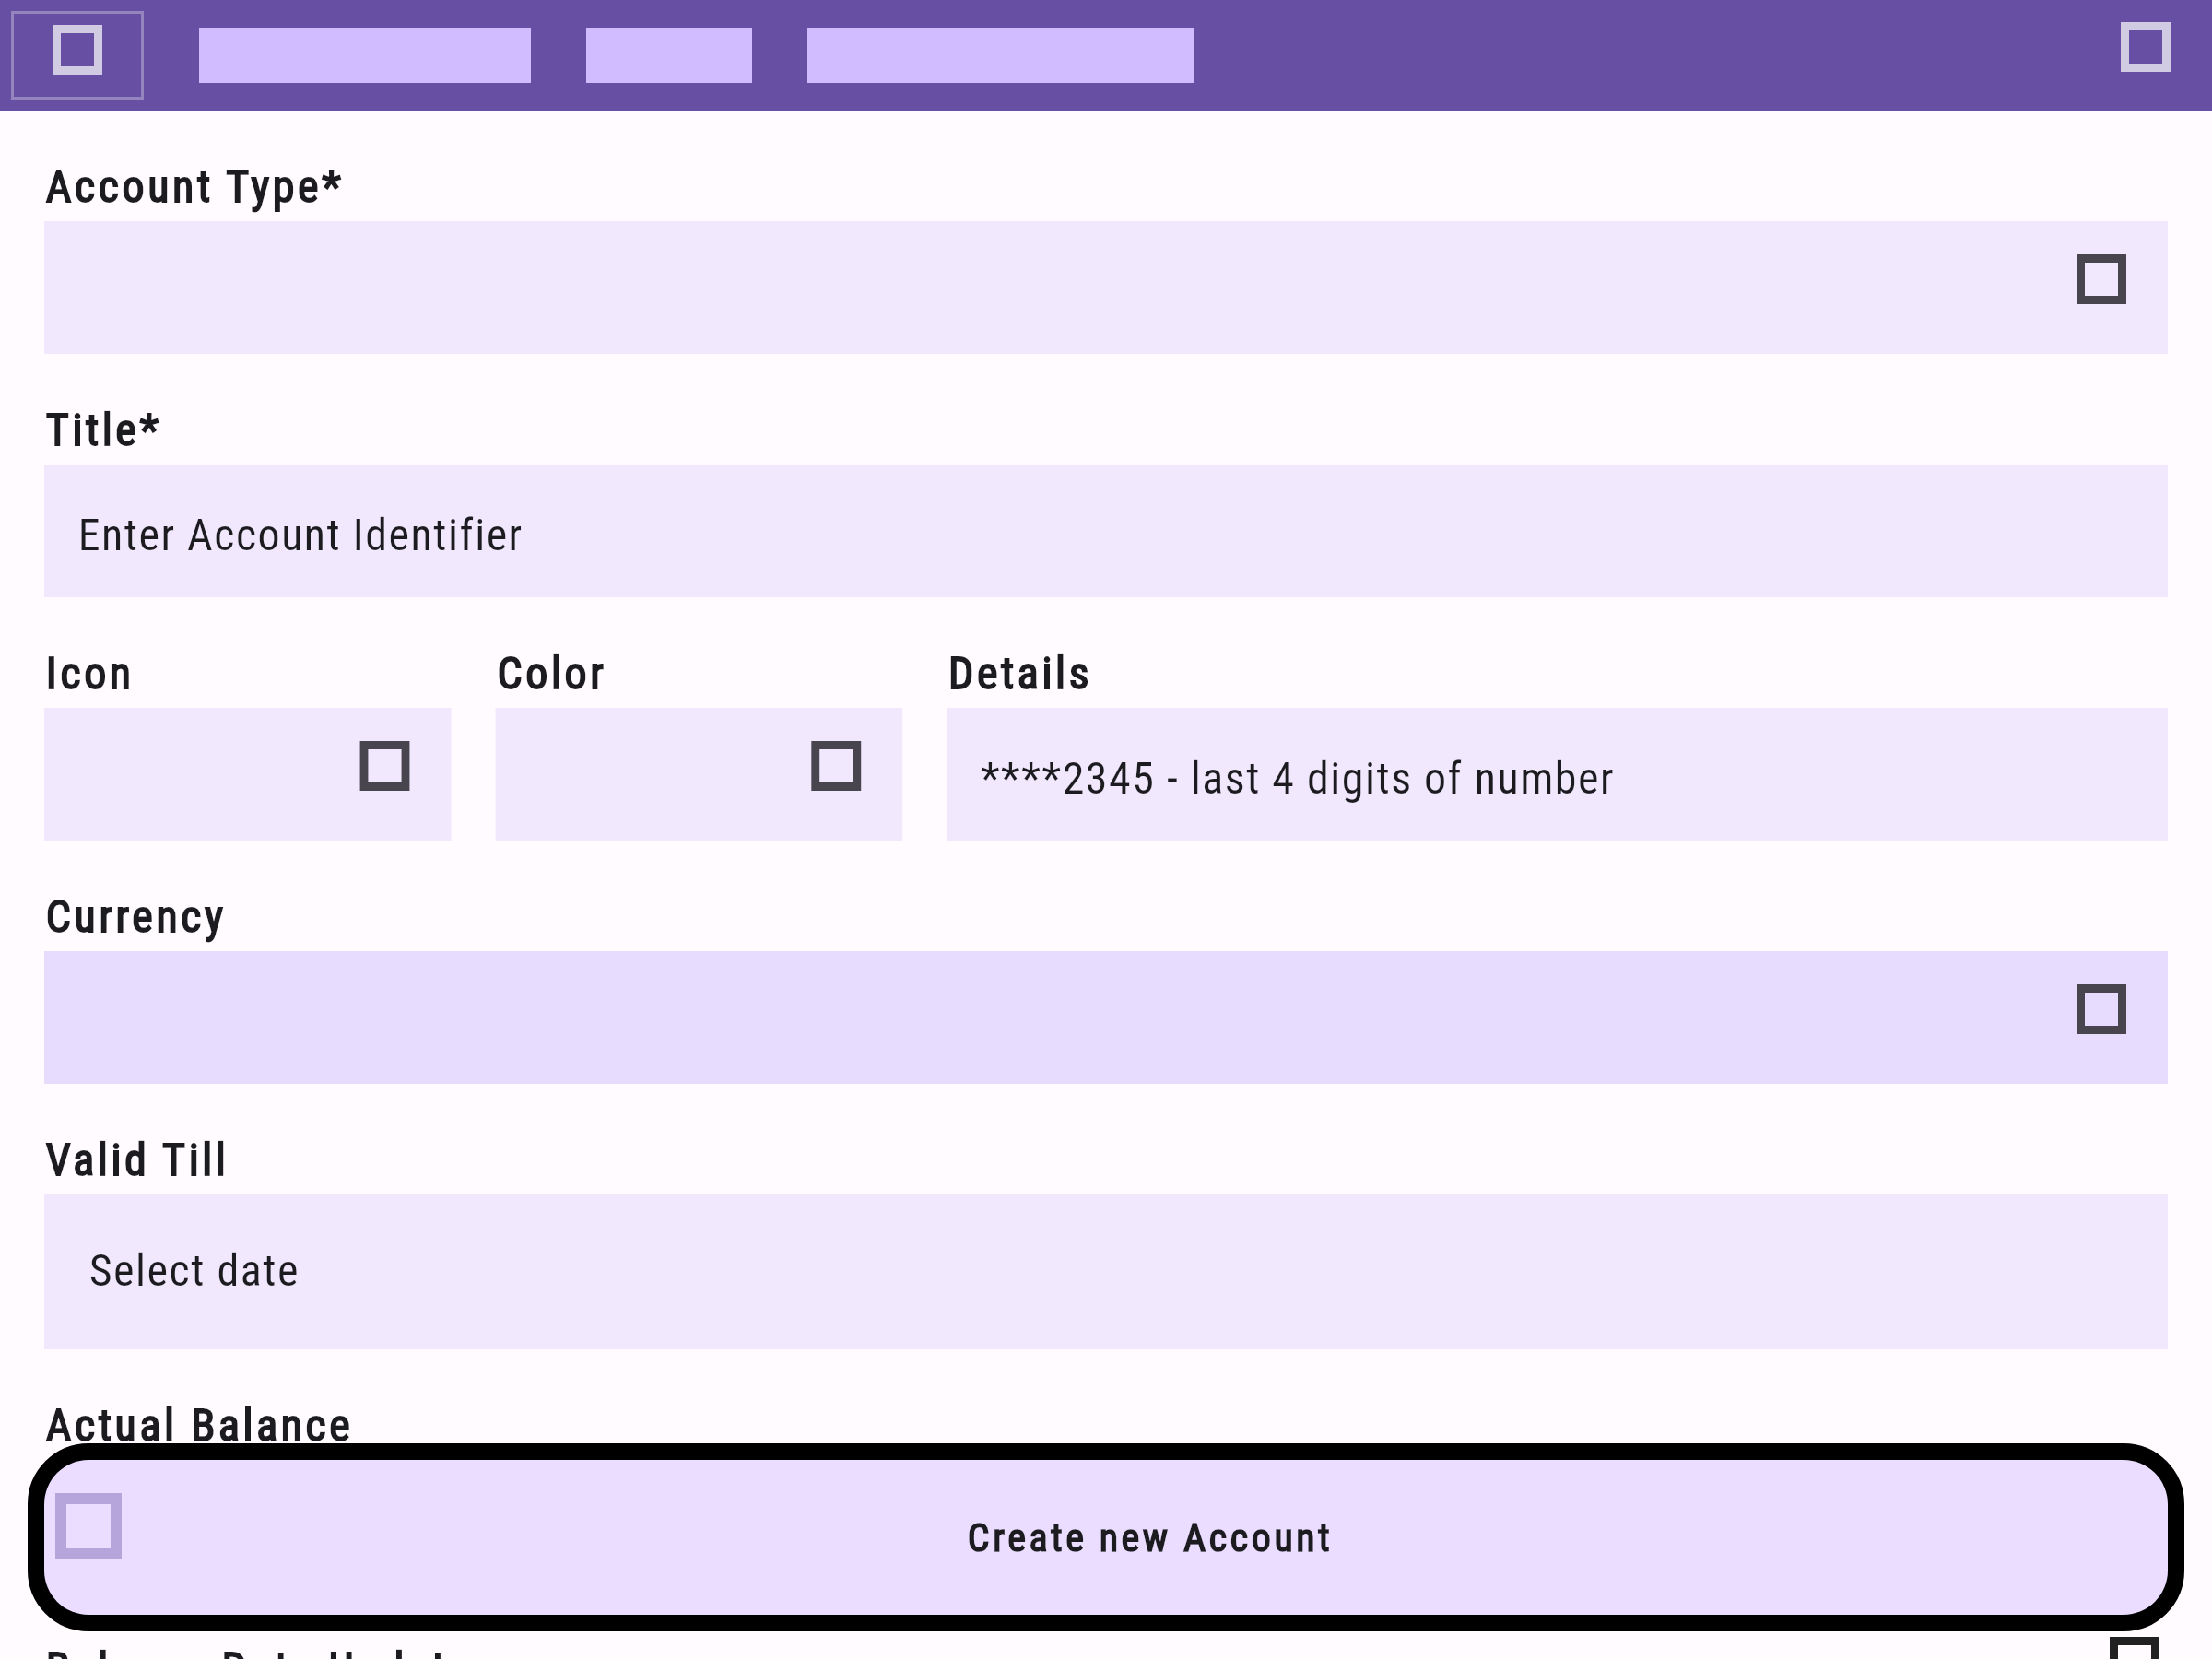 Account Type*
Title*
Enter Account Identifier
Icon Color Details
****2345 - last 4 digits of number
Currency
Valid Till
Select date
Actual Balance
Create new Account